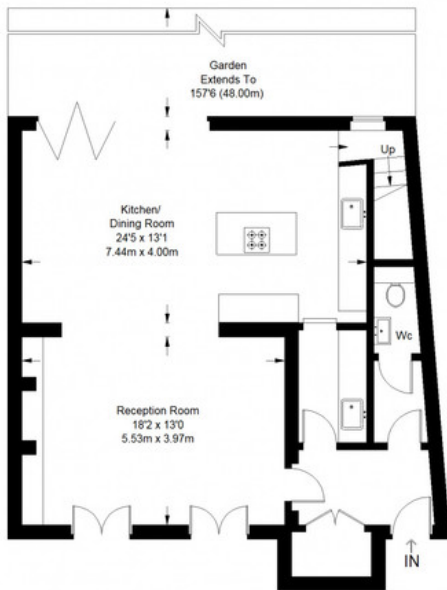 Garden
Extends To
157'6 (48.00m)
Up
Kitchen/
Dining Room
24'5 x 13'1
7.44m x 4.00m
Wc
Reception Room
18'2 x 13'0
5.53m x 3.97m
IN